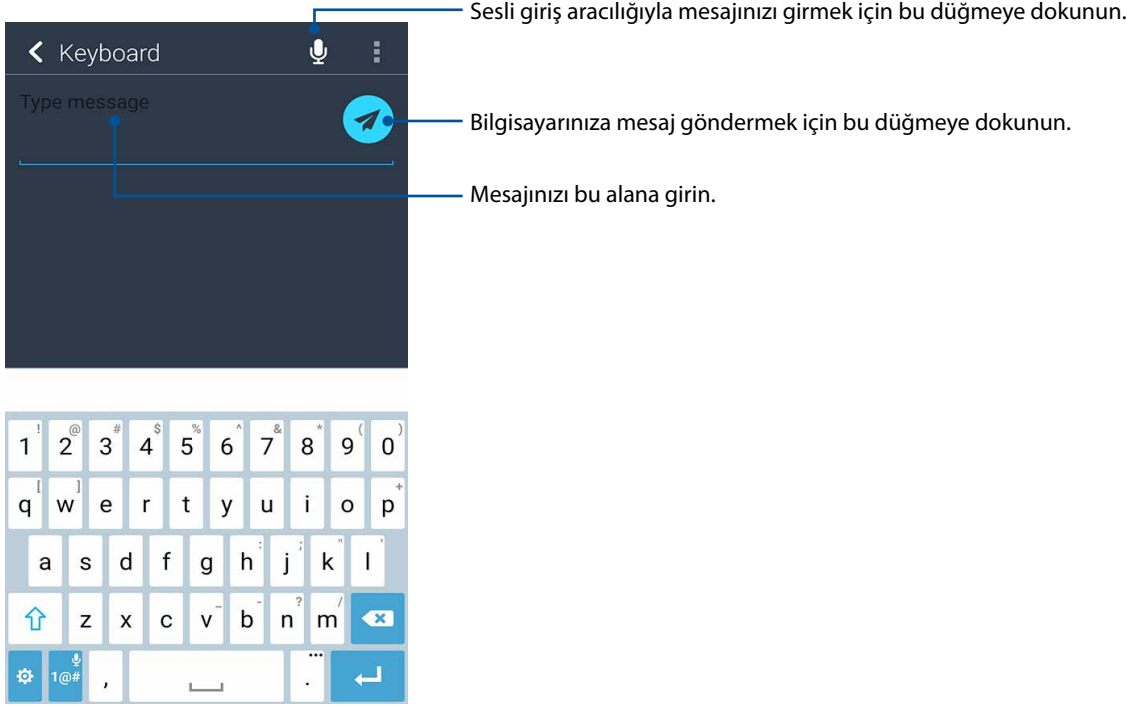 Sesli giriş aracılığıyla mesajınızı girmek için bu düğmeye dokunun.
Keyboard
Type message
Bilgisayarınıza mesaj göndermek için bu düğmeye dokunun.
Mesajınızı bu alana girin.
! @ # $ % ^ & * ( )
1 2 3 4 5 6 7 8 9 0
[ ] +
q w e r t y u i o p
: ; " '
a s d f g h j k l
_ - ? /
z x c v b n m
1@# , .